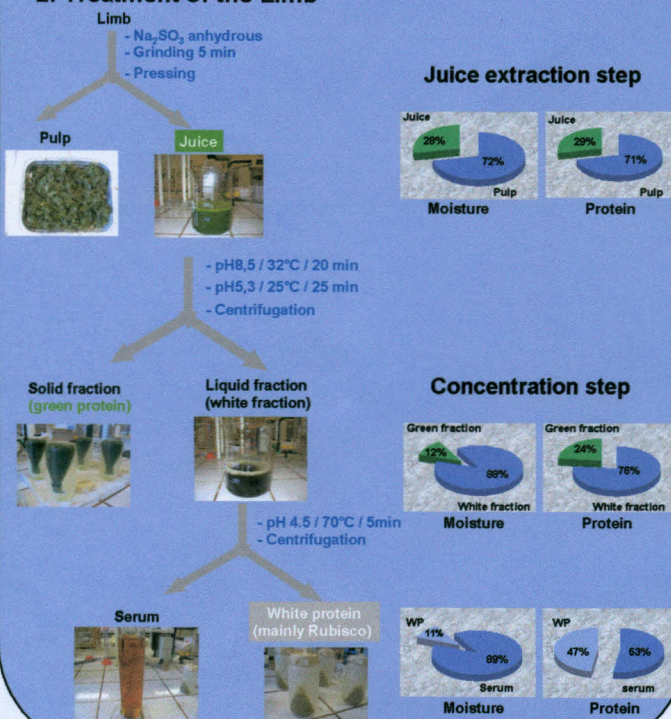 Limb
- Na2SO3 anhydrous
- Grinding 5 min
- Pressing
Pulp
Juice
- pH8,5 / 32°C / 20 min
- pH5,3 / 25°C / 25 min
- Centrifugation
Solid fraction
(green protein)
Liquid fraction
(white fraction)
- pH 4.5 / 70°C / 5min
- Centrifugation
Serum
White protein
(mainly Rubisco)
Juice extraction step
Juice
28%
72%
Pulp
Moisture
Juice
29%
71%
Pulp
Protein
Concentration step
Green fraction
12%
88%
White fraction
Moisture
Green fraction
24%
76%
White fraction
Protein
WP
11%
89%
Serum
Moisture
WP
47%
53%
serum
Protein